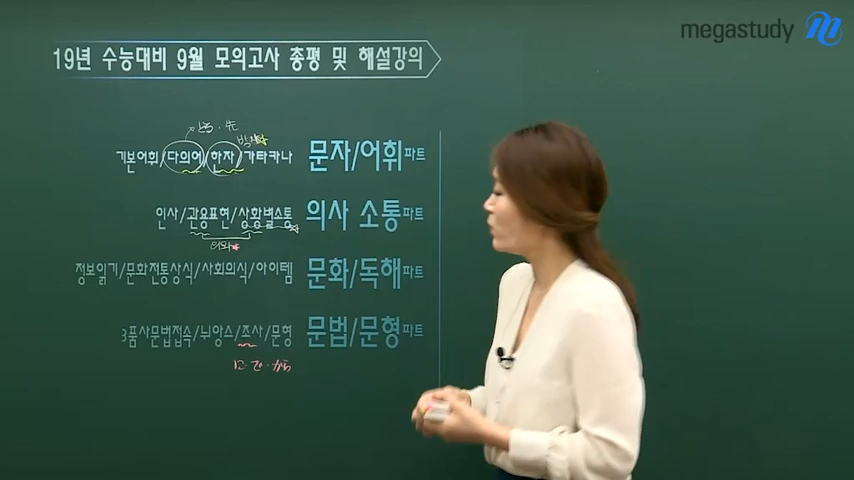 megastudy
19년 수능대비 9월 모의고사 총평 및 해설강의
기본어휘/다의어/한자/가타카나 문자/어휘파트
인사/관용표현/상황별소통 의사 소통파트
정보읽기/문화전통상식/사회의식/아이템 문화/독해파트
3품사문법접속/뉘앙스/조사/문형 문법/문형파트
に・で・が